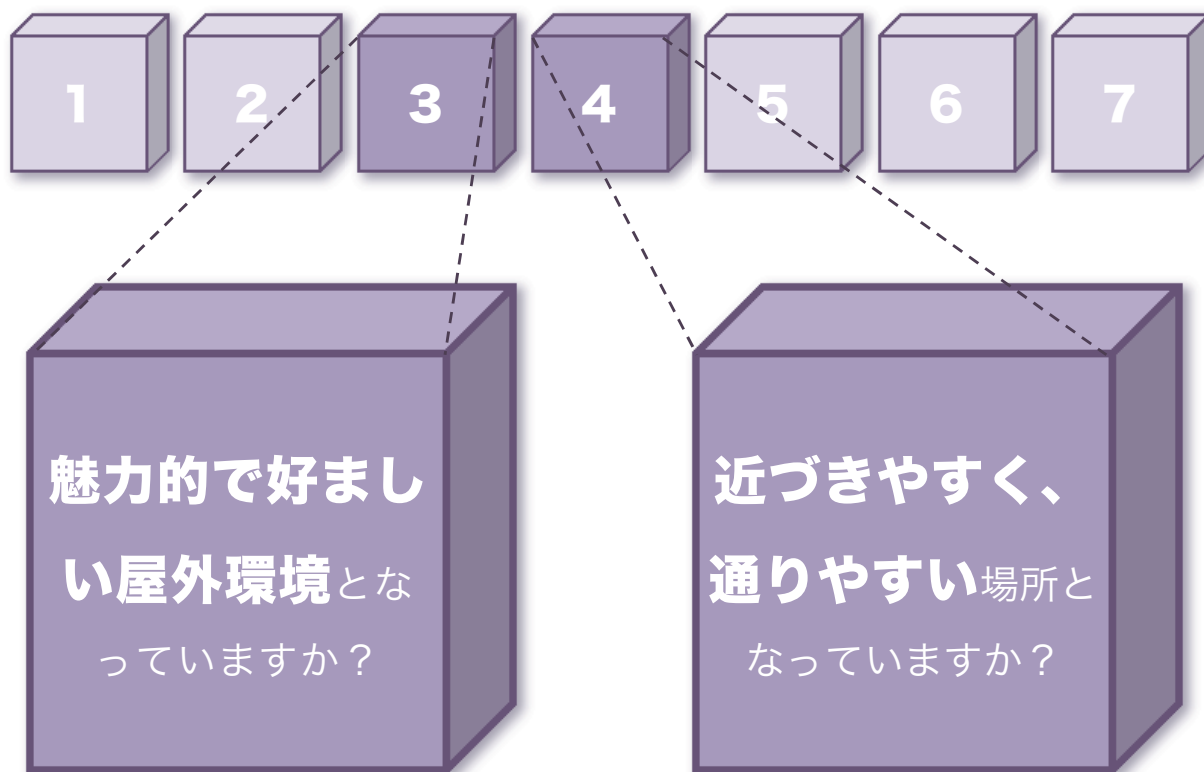 1 2 3 4 5 6 7
魅力的で好まし
い屋外環境とな
っていますか？
近づきやすく、
通りやすい場所と
なっていますか？